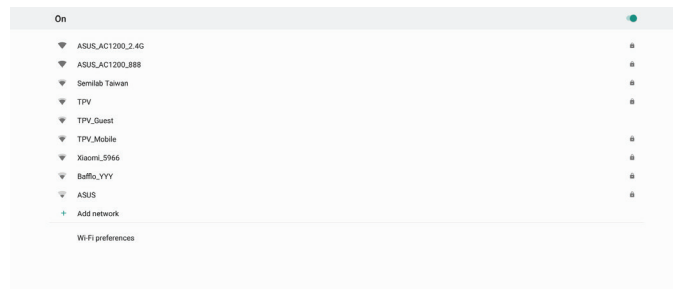 On
ASUS_AC1200_2.4G
ASUS_AC1200_888
Semilab Taiwan
TPV
TPV_Guest
TPV_Mobile
Xiaomi_5966
Bafflo_YYY
ASUS
+ Add network
Wi-Fi preferences